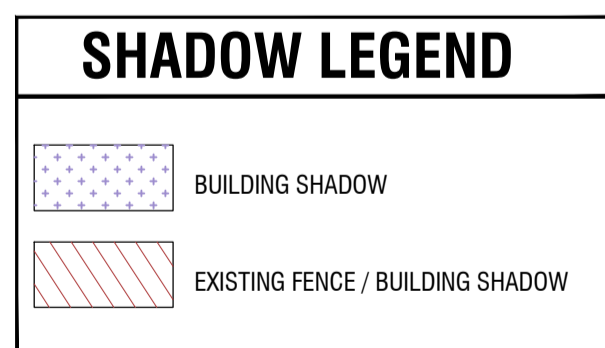 SHADOW LEGEND
BUILDING SHADOW
EXISTING FENCE / BUILDING SHADOW